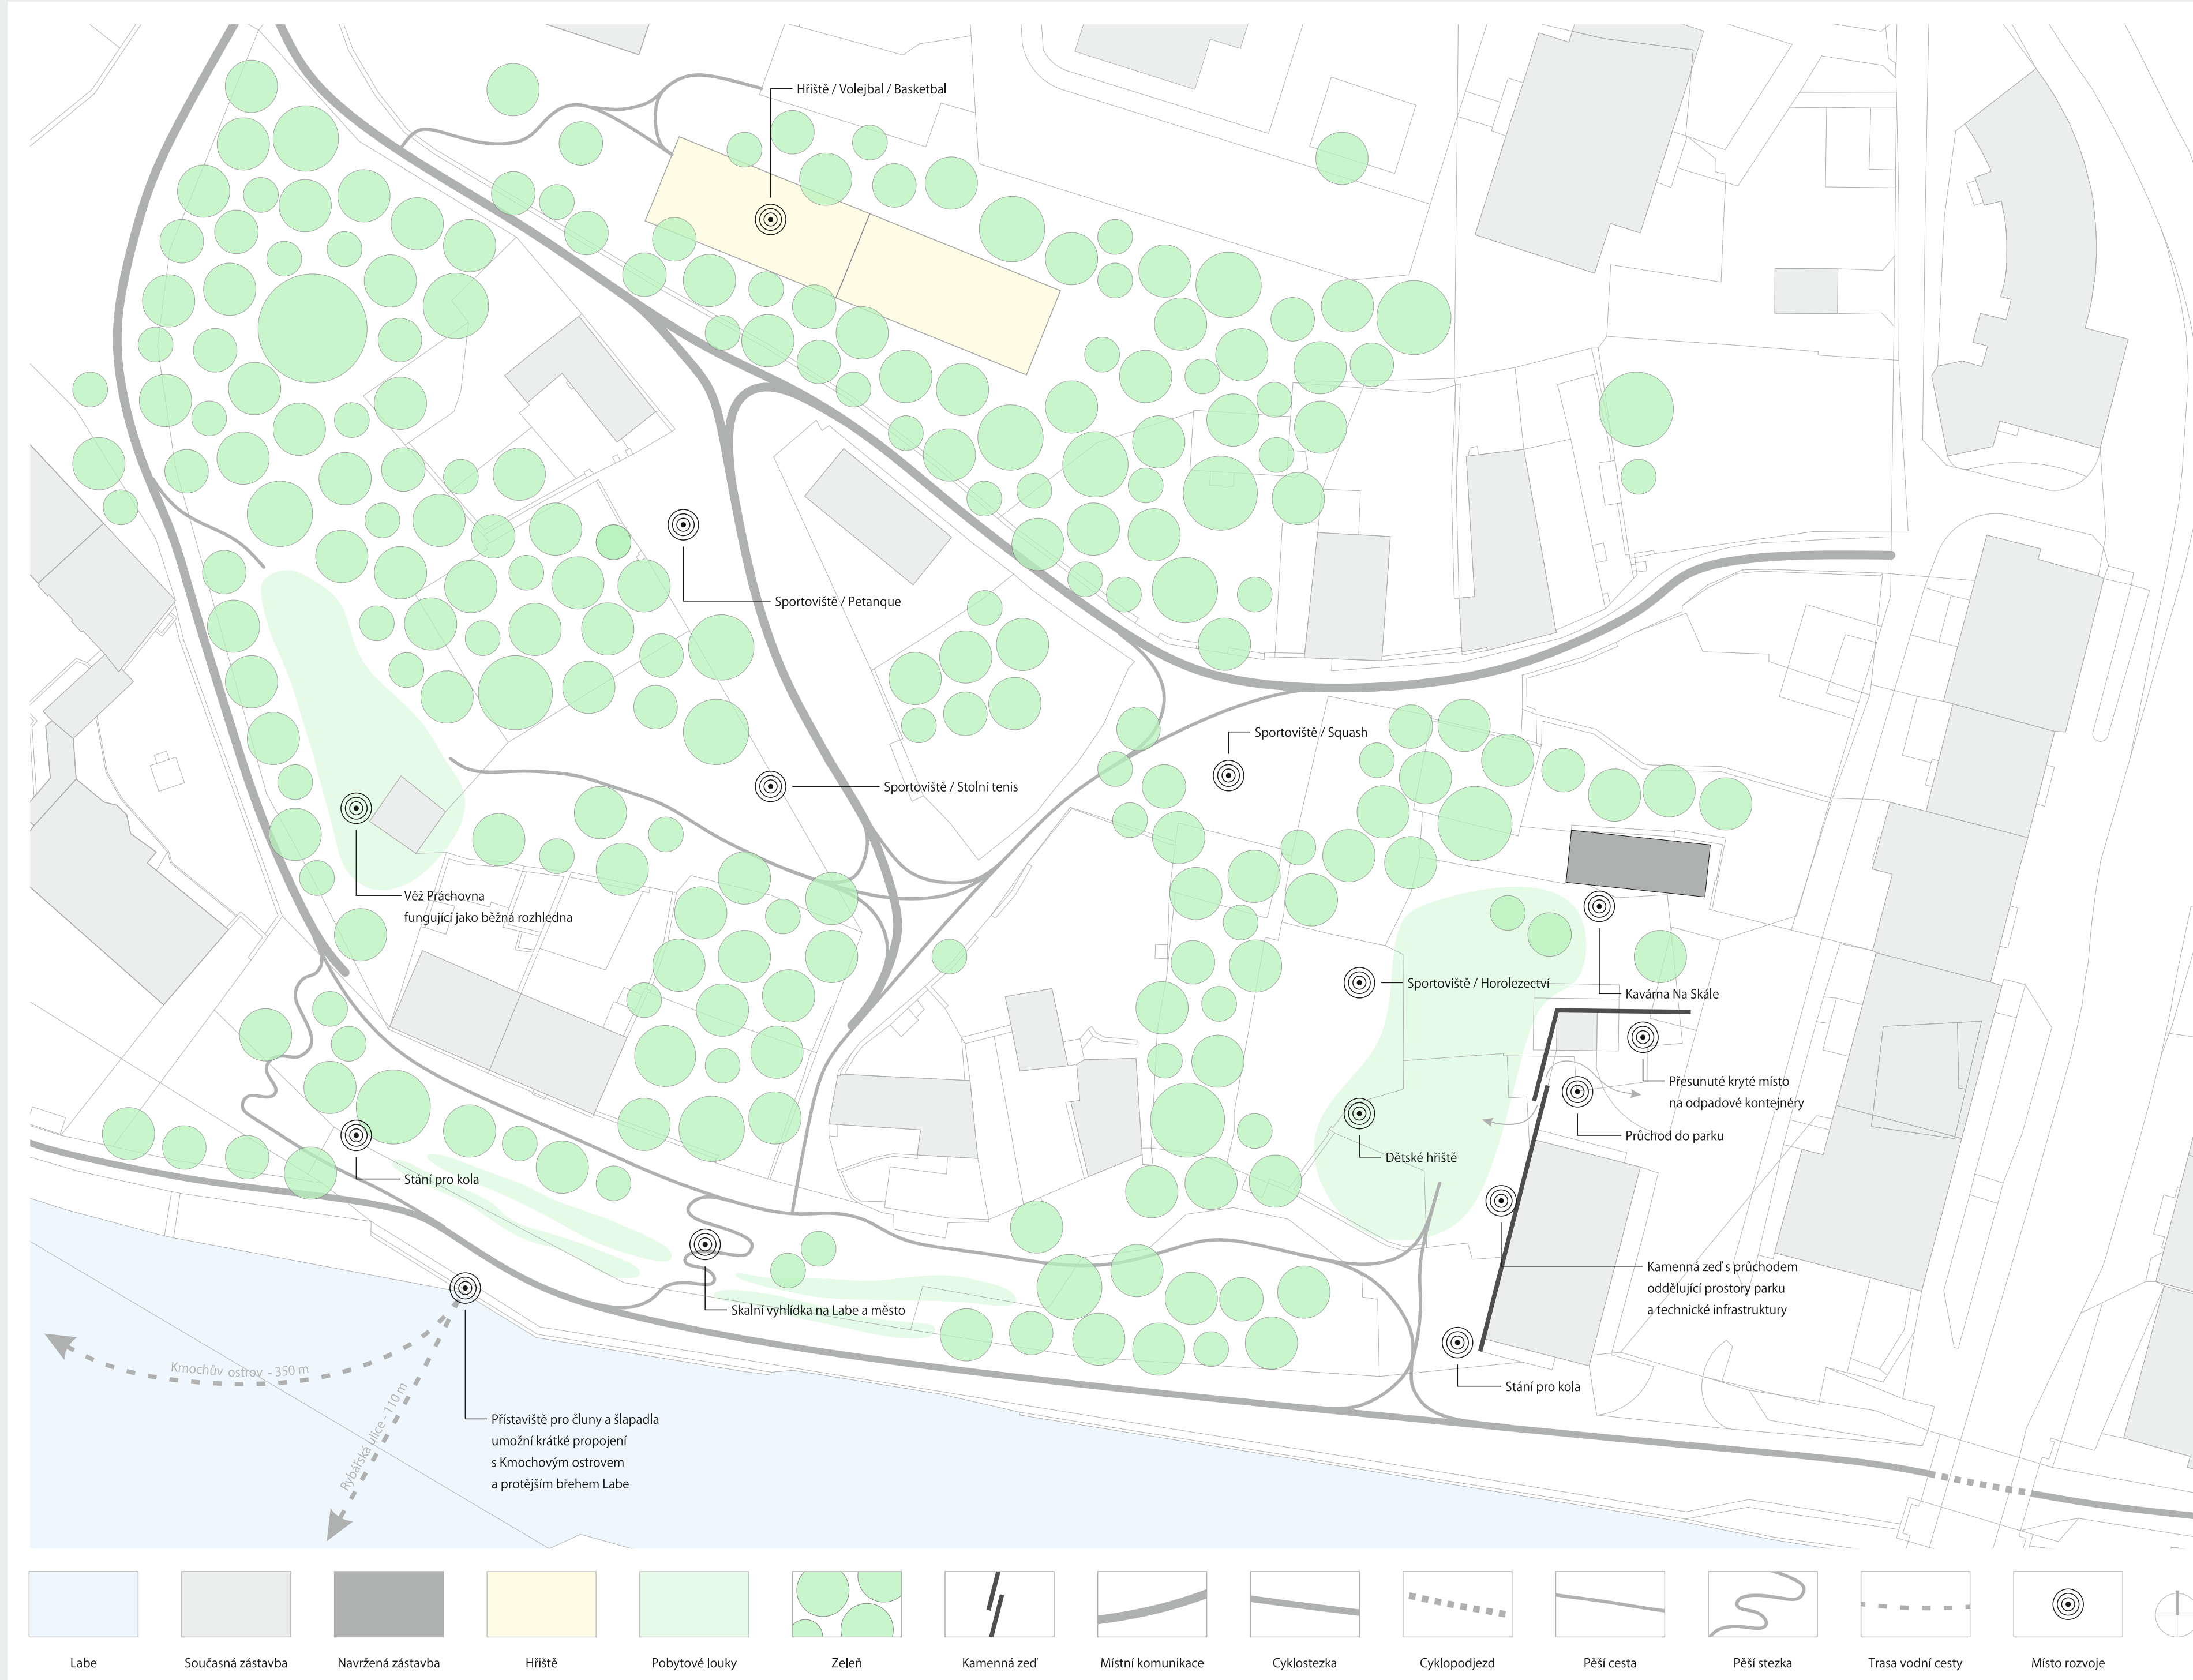 Hřiště / Volejbal / Basketbal
Sportoviště / Petanque
Sportoviště / Squash
Sportoviště / Stolní tenis
Věž Práchovna
fungující jako běžná rozhledna
Sportoviště / Horolezectví
Kavárna Na Skále
Přesunuté kryté místo
na odpadové kontejnéry
Průchod do parku
Dětské hřiště
Stání pro kola
Kamenná zeď s průchodem
oddělující prostory parku
a technické infrastruktury
Skalní vyhlídka na Labe a město
Kmochův ostrov - 350 m
Rybářská ulice - 110 m
Stání pro kola
Přístaviště pro čluny a šlapadla
umožní krátké propojení
s Kmochovým ostrovem
a protějším břehem Labe
Labe
Současná zástavba
Navržená zástavba
Hřiště
Pobytové louky
Zeleň
Kamenná zeď
Místní komunikace
Cyklostezka
Cyklopodjezd
Pěší cesta
Pěší stezka
Trasa vodní cesty
Místo rozvoje